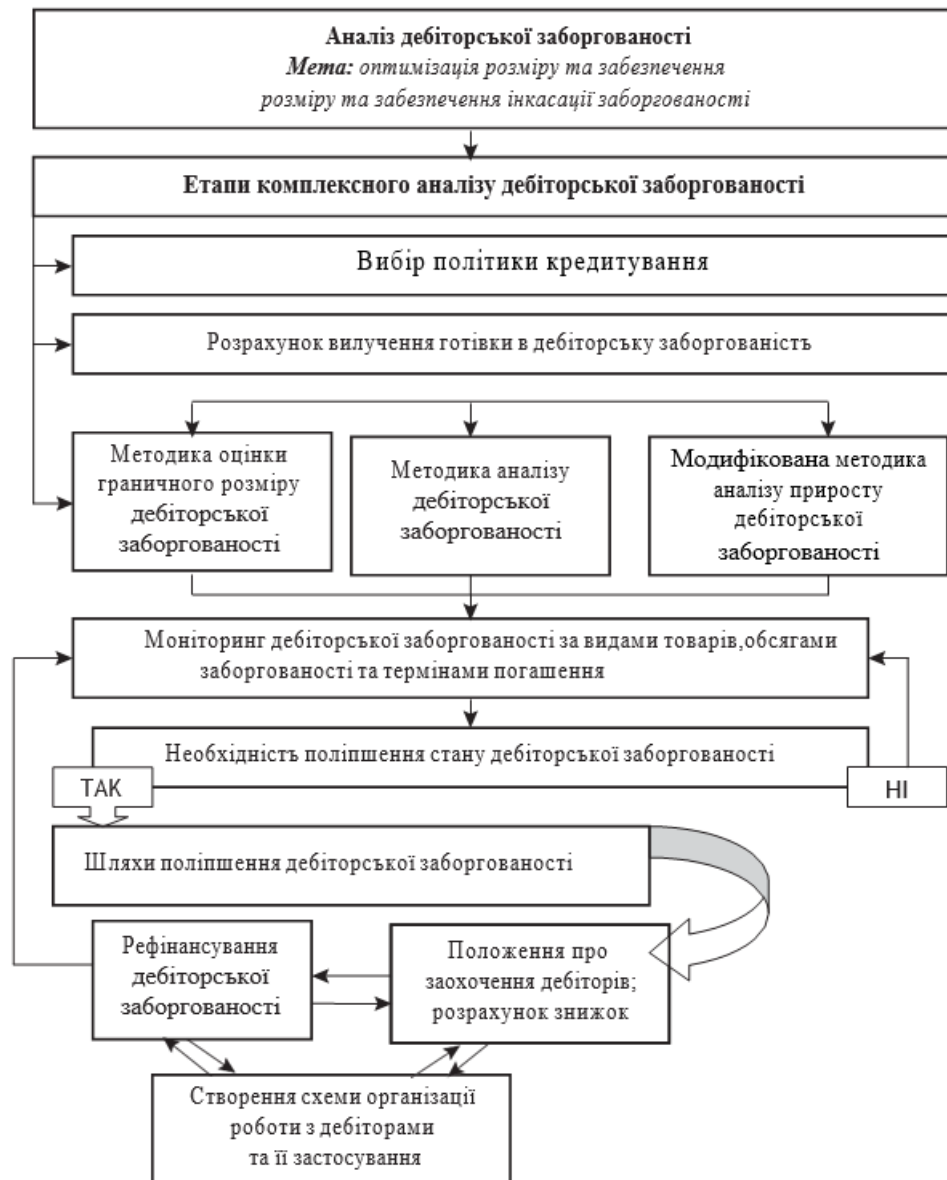 Аналіз дебіторської заборгованості
Мета: оптимізація розміру та забезпечення
розміру та забезпечення інкасації заборгованості
Етапи комплексного аналізу дебіторської заборгованості
Вибір політики кредитування
Розрахунок вилучення готівки в дебіторську заборгованість
Методика оцінки
граничного розміру
дебіторської
заборгованості
Методика аналізу
дебіторської
заборгованості
Модифікована методика
аналізу приросту
дебіторської
заборгованості
Моніторинг дебіторської заборгованості за видами товарів,обсягами
заборгованості та термінами погашення
Необхідність поліпшення стану дебіторської заборгованості
ТАК
НІ
Шляхи поліпшення дебіторської заборгованості
Рефінансування
дебіторської
заборгованості
Положення про
заохочення дебіторів;
розрахунок знижок
Створення схеми організації
роботи з дебіторами
та її застосування